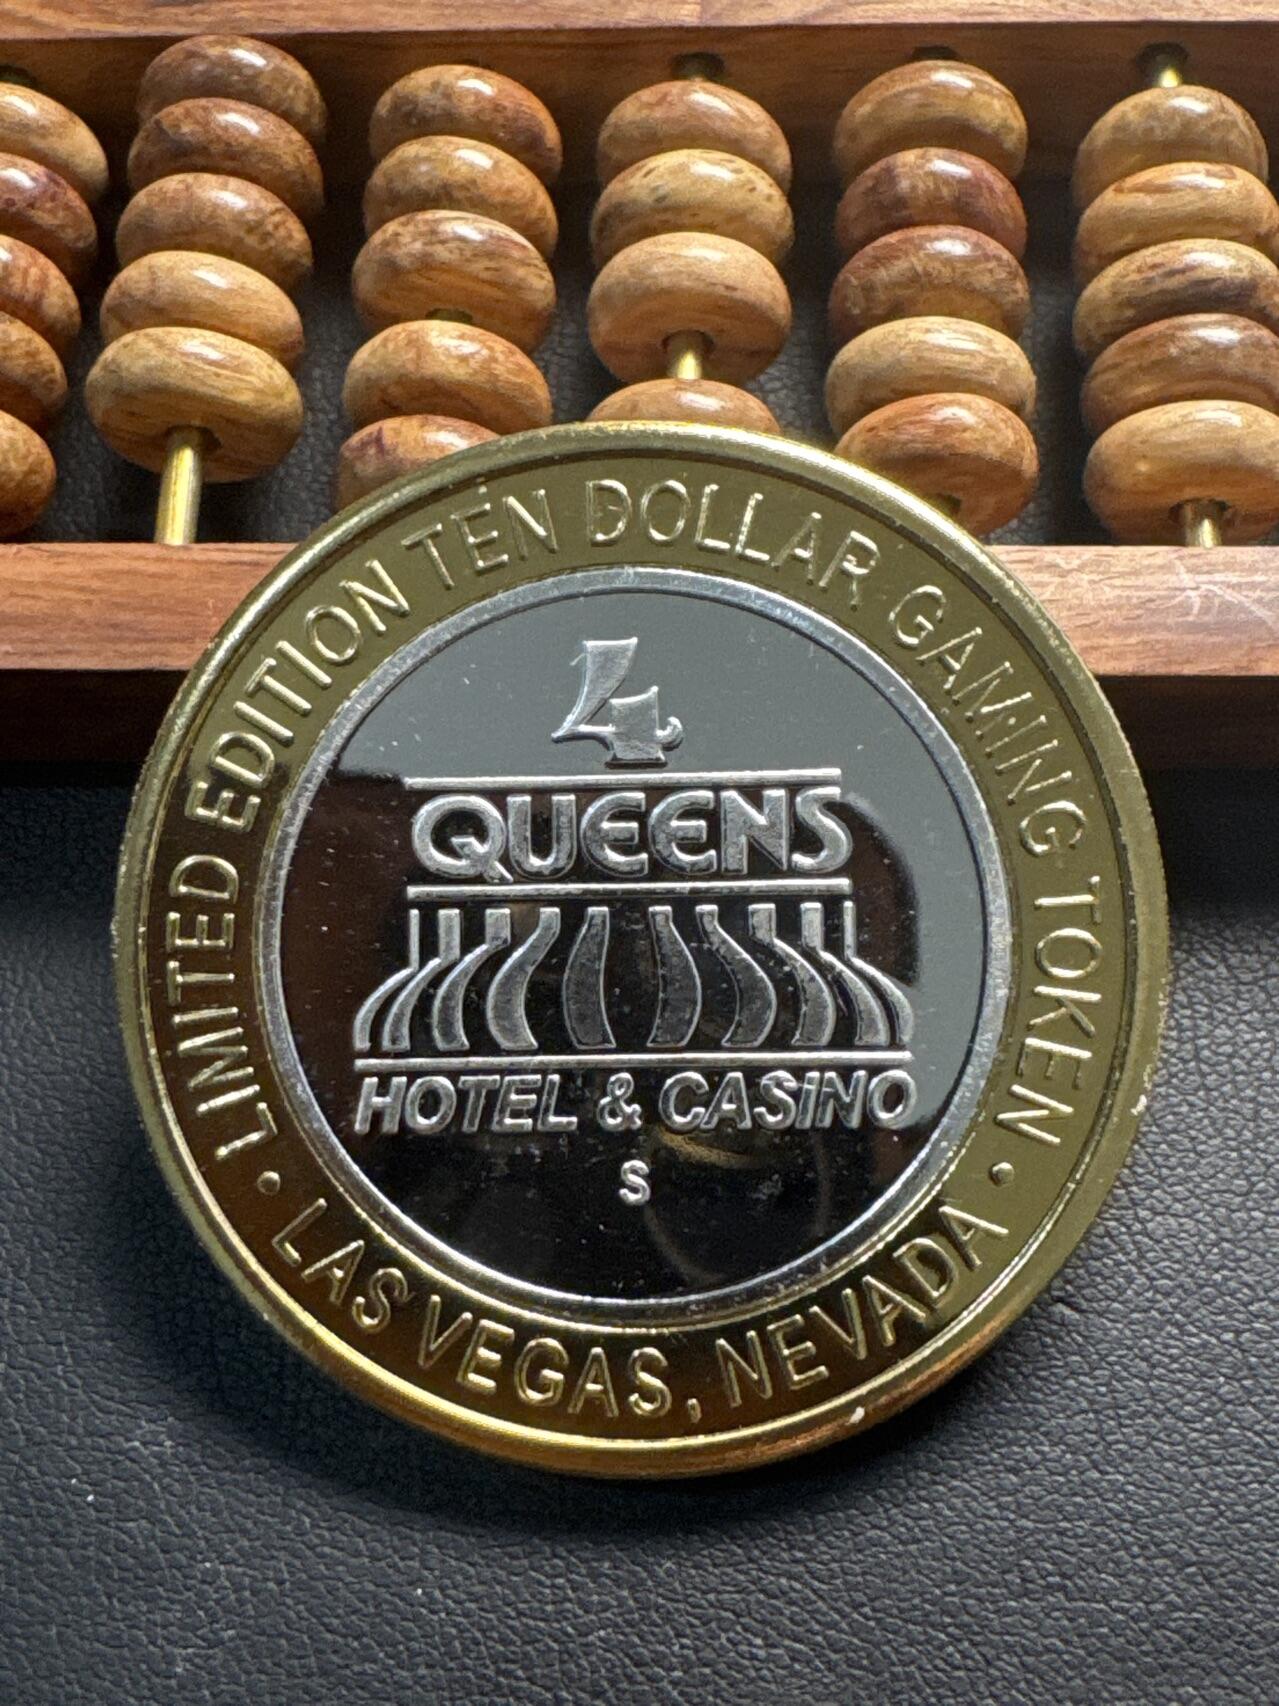 LIMITED EDITION TEN DOLLAR GAMING TOKEN
4
QUEENS
HOTEL & CASINO
S
• LAS VEGAS, NEVADA •